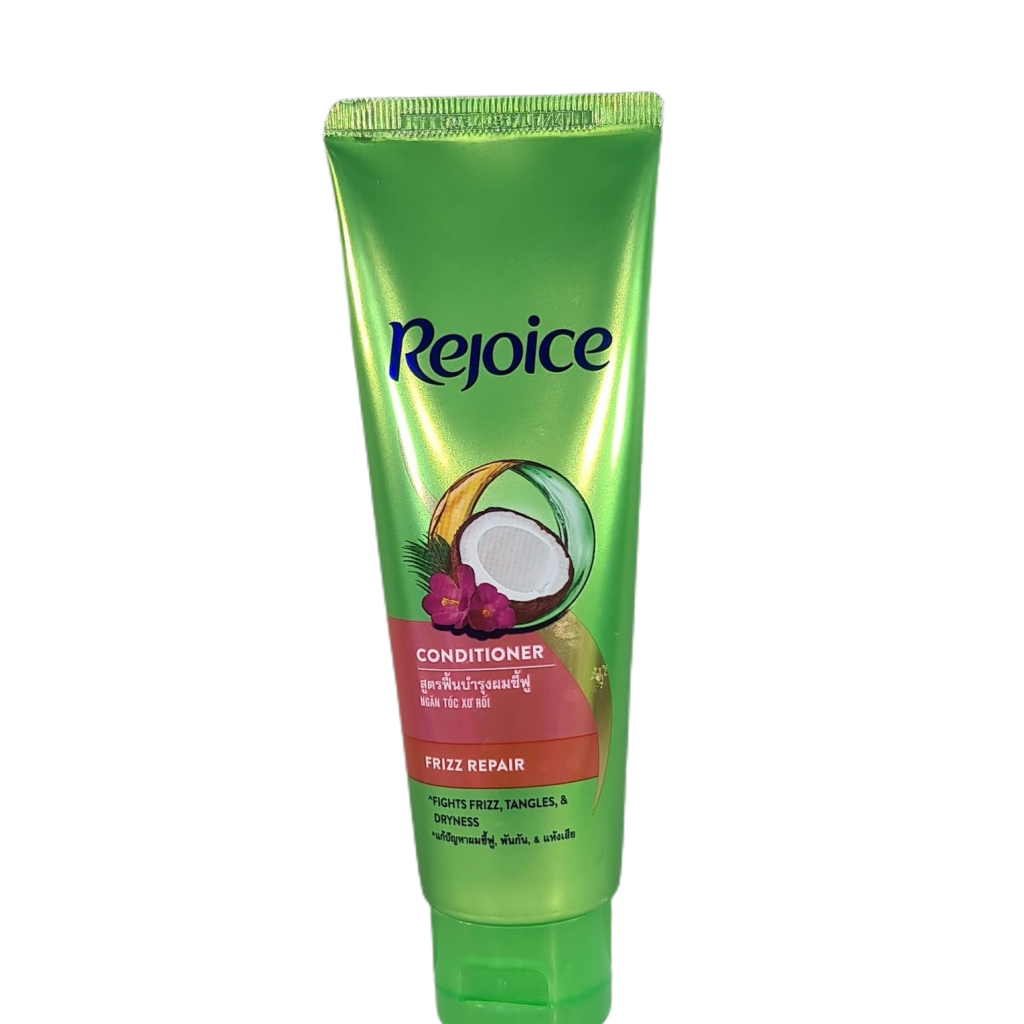 Rejoice
CONDITIONER
สูตรฟื้นบำรุงผมชี้ฟู
NGĂN TÓC XƠ RỐI
FRIZZ REPAIR
^FIGHTS FRIZZ, TANGLES, &
DRYNESS
^แก้ปัญหาผมชี้ฟู, พันกัน, & แห้งเสีย